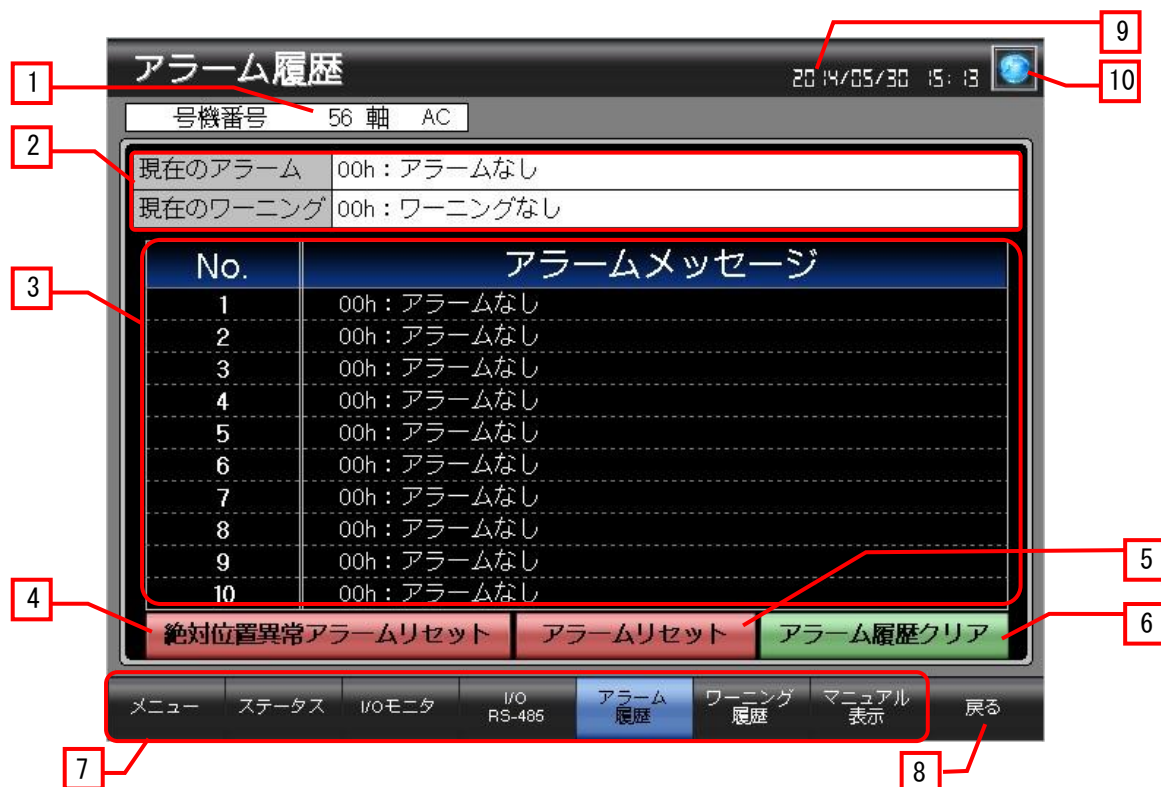 9
アラーム履歴
2014/05/30 15:13
10
1
号機番号 56 軸 AC
2
現在のアラーム 00h：アラームなし
現在のワーニング 00h：ワーニングなし
3
No. アラームメッセージ
1 00h：アラームなし
2 00h：アラームなし
3 00h：アラームなし
4 00h：アラームなし
5 00h：アラームなし
6 00h：アラームなし
7 00h：アラームなし
8 00h：アラームなし
9 00h：アラームなし
10 00h：アラームなし
5
4
絶対位置異常アラームリセット アラームリセット アラーム履歴クリア
6
メニュー ステータス I/Oモニタ I/O RS-485 アラーム履歴 ワーニング履歴 マニュアル表示 戻る
7
8